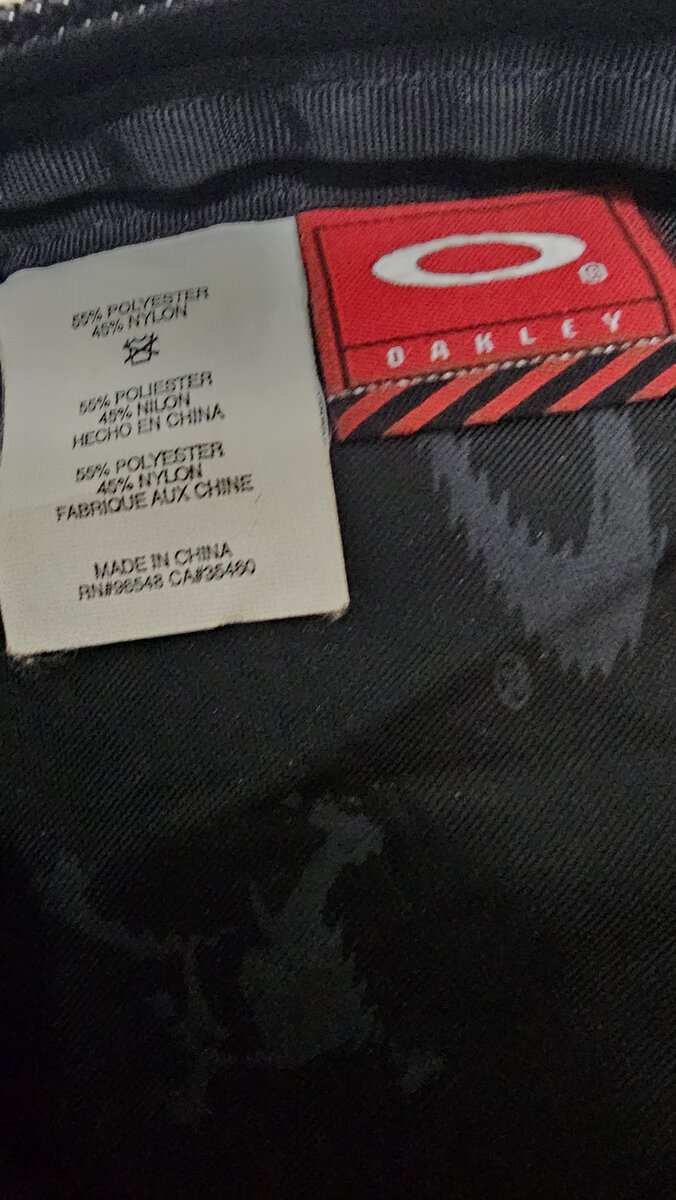 55% POLYESTER
45% NYLON
55% POLIESTER
45% NILON
HECHO EN CHINA
55% POLYESTER
45% NYLON
FABRIQUE AUX CHINE
MADE IN CHINA
RN#96548 CA#35460
®
OAKLEY